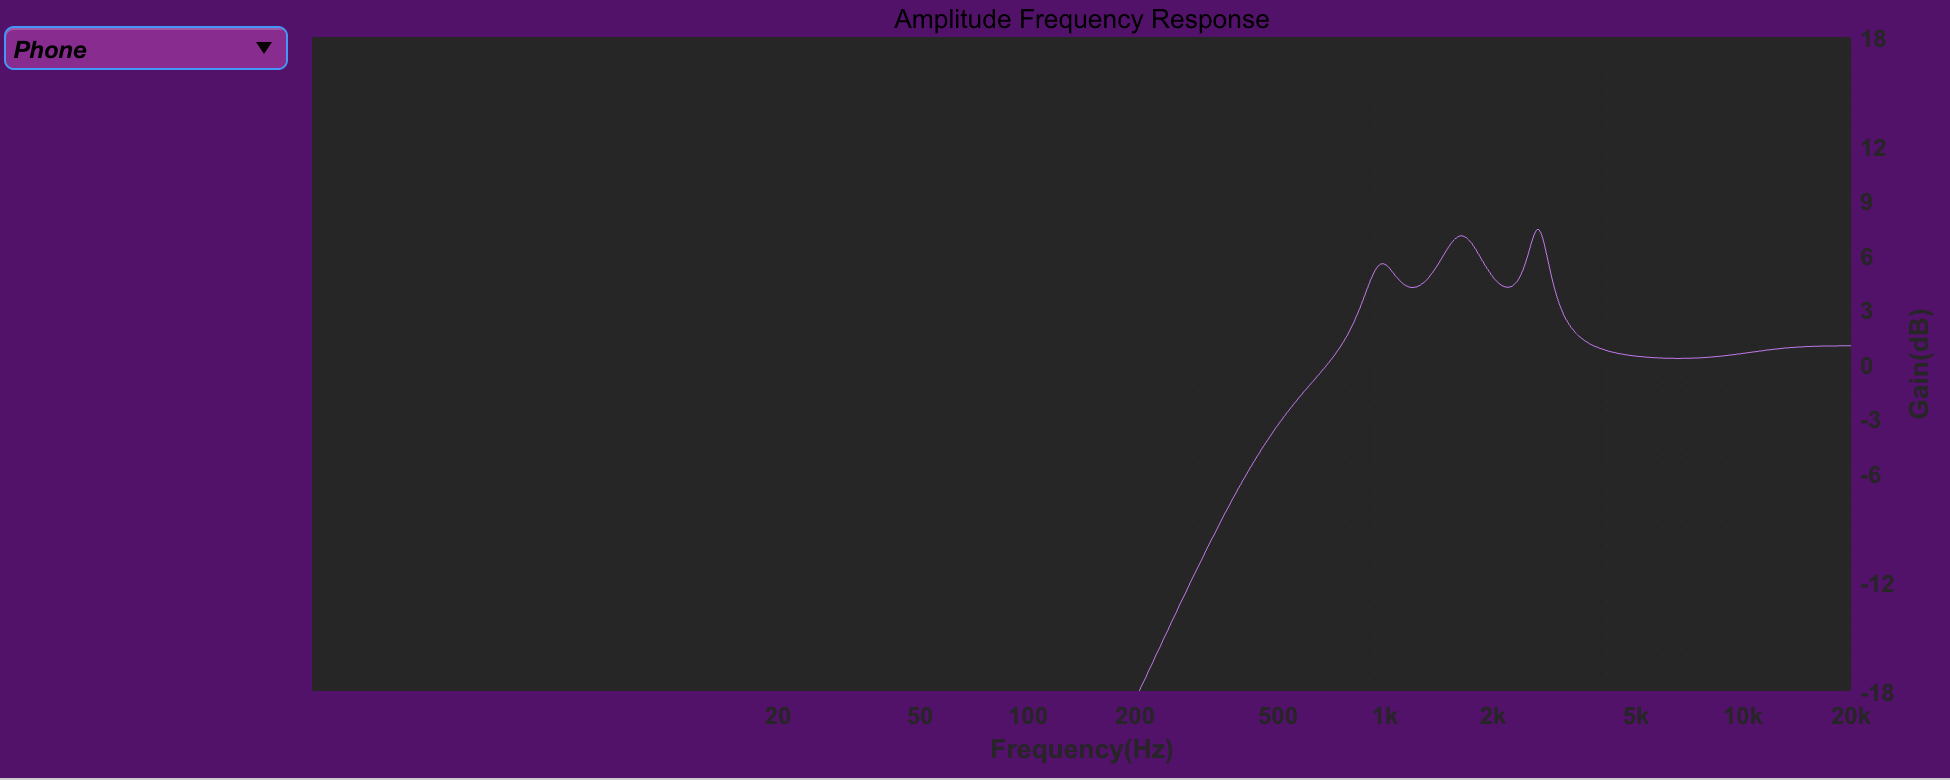 Amplitude Frequency Response
Phone
18
12
9
6
3
0
-3
-6
-12
-18
Gain(dB)
20 50 100 200 500 1k 2k 5k 10k 20k
Frequency(Hz)